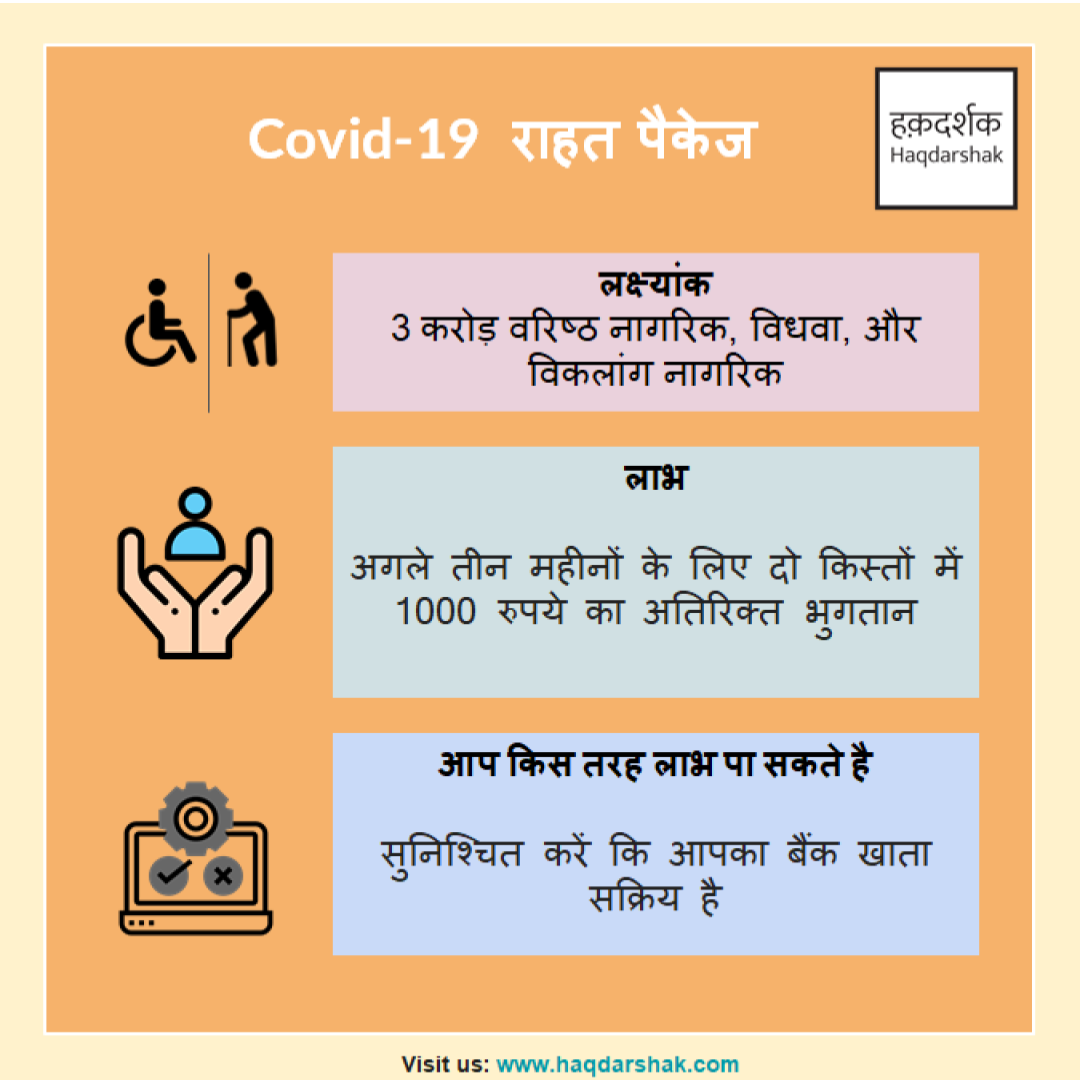 Covid-19 राहत पैकेज
हक़दर्शक
Haqdarshak
लक्ष्यांक
3 करोड़ वरिष्ठ नागरिक, विधवा, और
विकलांग नागरिक
लाभ
अगले तीन महीनों के लिए दो किस्तों में
1000 रुपये का अतिरिक्त भुगतान
आप किस तरह लाभ पा सकते है
सुनिश्चित करें कि आपका बैंक खाता
सक्रिय है
Visit us: www.haqdarshak.com